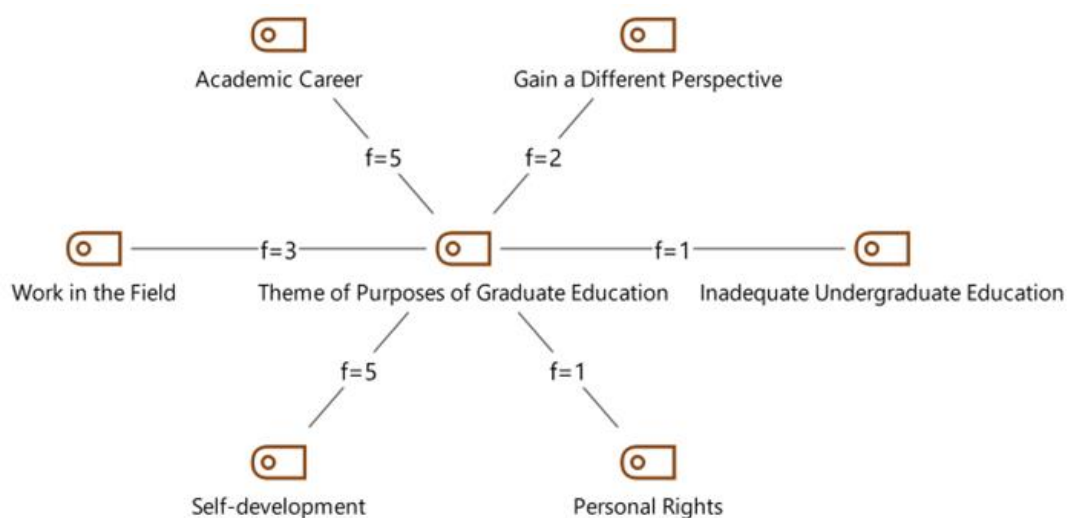 Academic Career
Gain a Different Perspective
f=5
f=2
Work in the Field
f=3
Theme of Purposes of Graduate Education
f=1
Inadequate Undergraduate Education
f=5
f=1
Self-development
Personal Rights